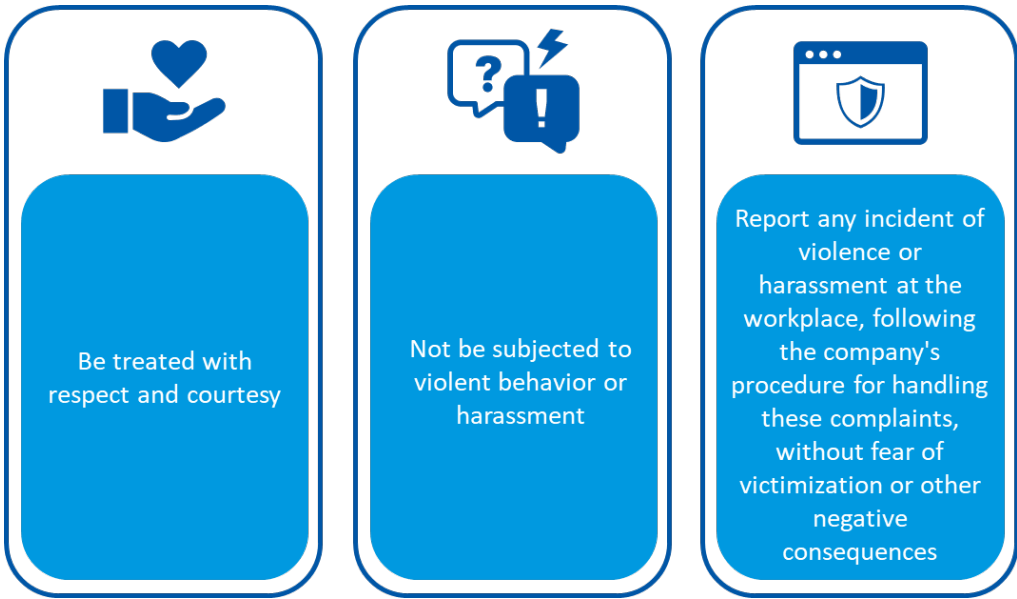 ?
!
Be treated with
respect and courtesy
Not be subjected to
violent behavior or
harassment
Report any incident of
violence or
harassment at the
workplace, following
the company's
procedure for handling
these complaints,
without fear of
victimization or other
negative
consequences